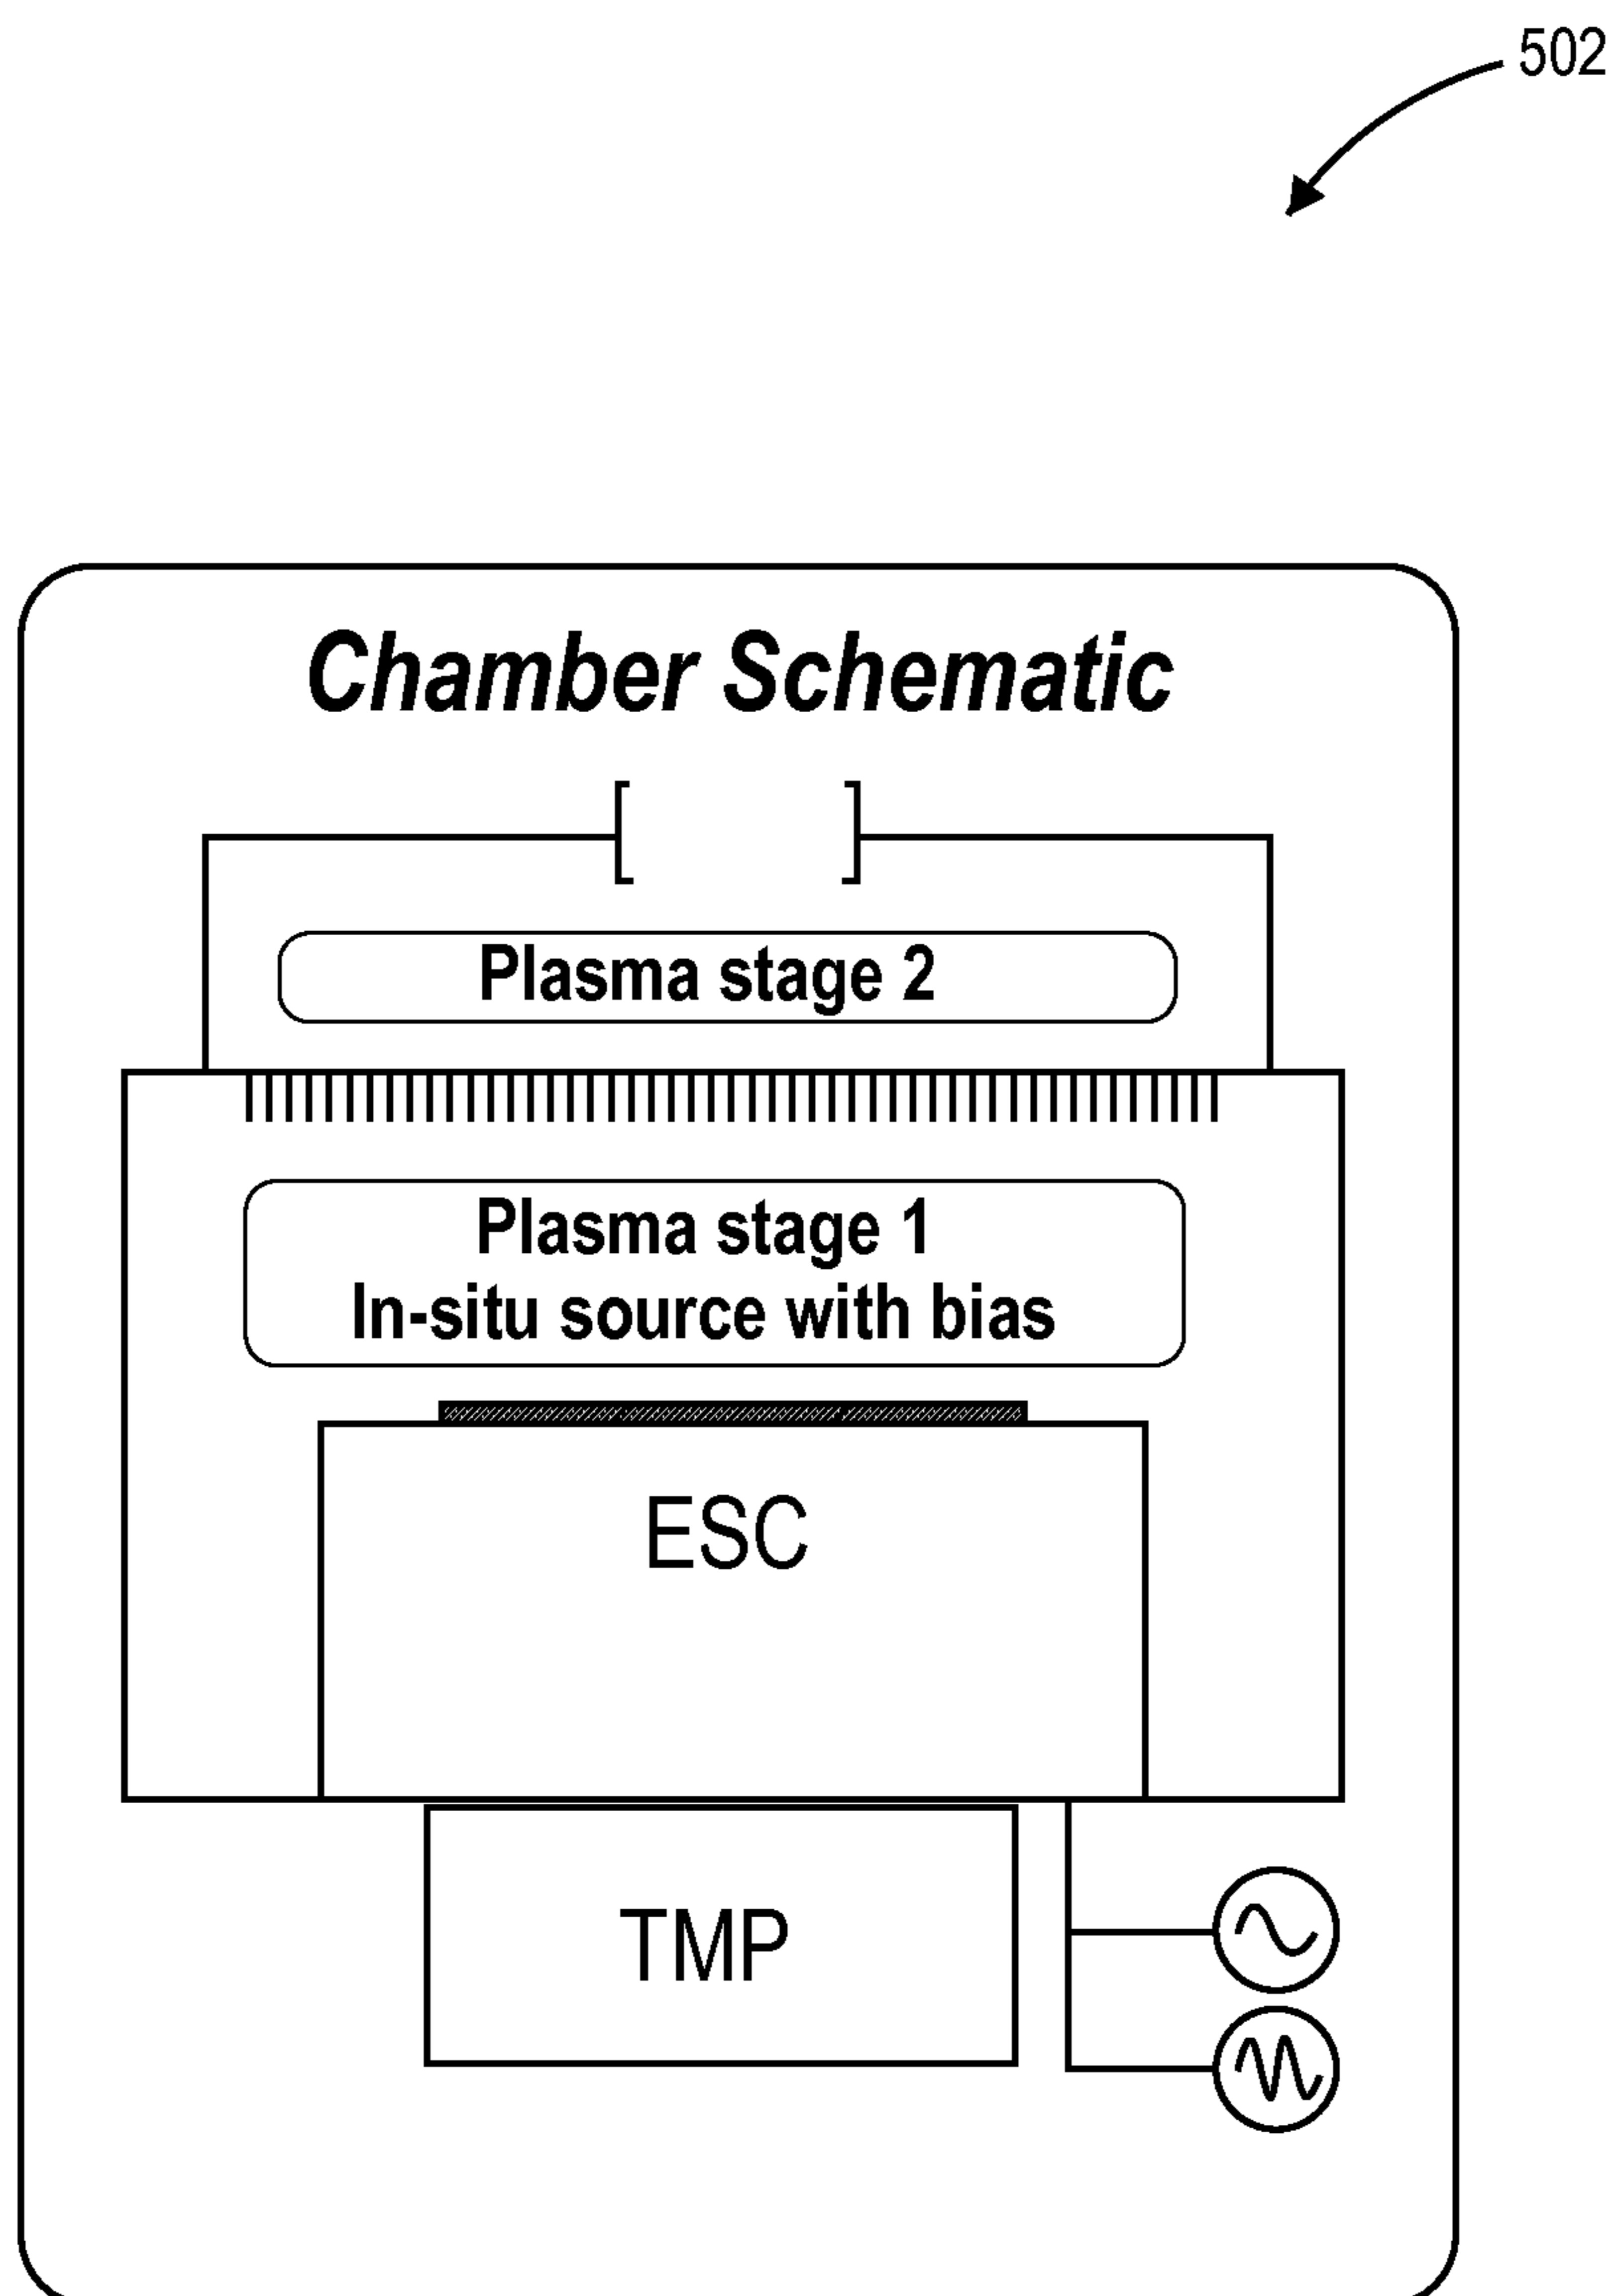 502
Chamber Schematic
Plasma stage 2
Plasma stage 1
In-situ source with bias
ESC
TMP